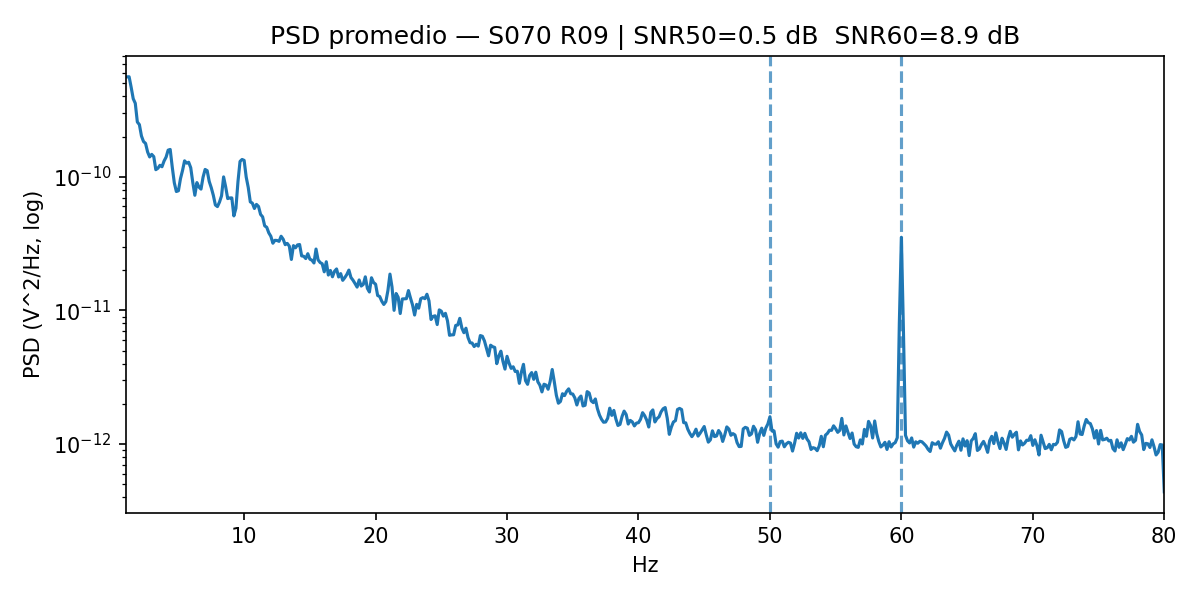 PSD promedio — S070 R09 | SNR50=0.5 dB  SNR60=8.9 dB
PSD (V^2/Hz, log)
10⁻¹⁰
10⁻¹¹
10⁻¹²
10 20 30 40 50 60 70 80
Hz